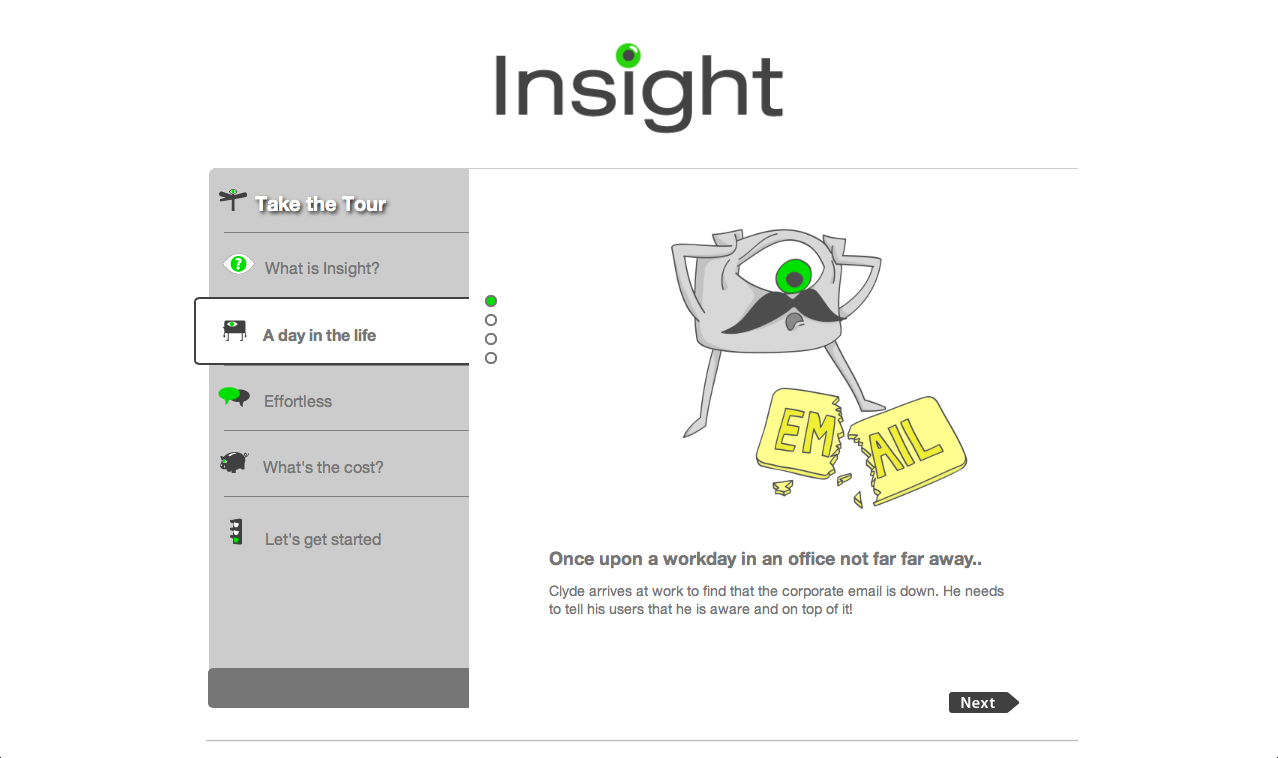 Insight
Take the Tour
?
What is Insight?
A day in the life
Effortless
What's the cost?
Let's get started
EM AIL
Once upon a workday in an office not far far away..
Clyde arrives at work to find that the corporate email is down. He needs
to tell his users that he is aware and on top of it!
Next